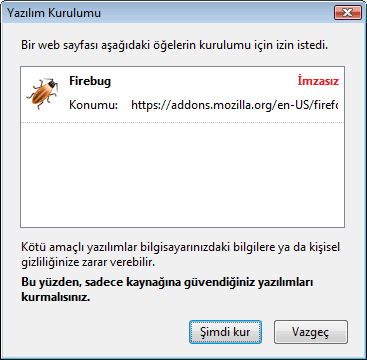 Yazılım Kurulumu
Bir web sayfası aşağıdaki öğelerin kurulumu için izin istedi.
Firebug İmzasız
Konumu: https://addons.mozilla.org/en-US/firefo
Kötü amaçlı yazılımlar bilgisayarınızdaki bilgilere ya da kişisel
gizliliğinize zarar verebilir.
Bu yüzden, sadece kaynağına güvendiğiniz yazılımları
kurmalısınız.
Şimdi kur Vazgeç